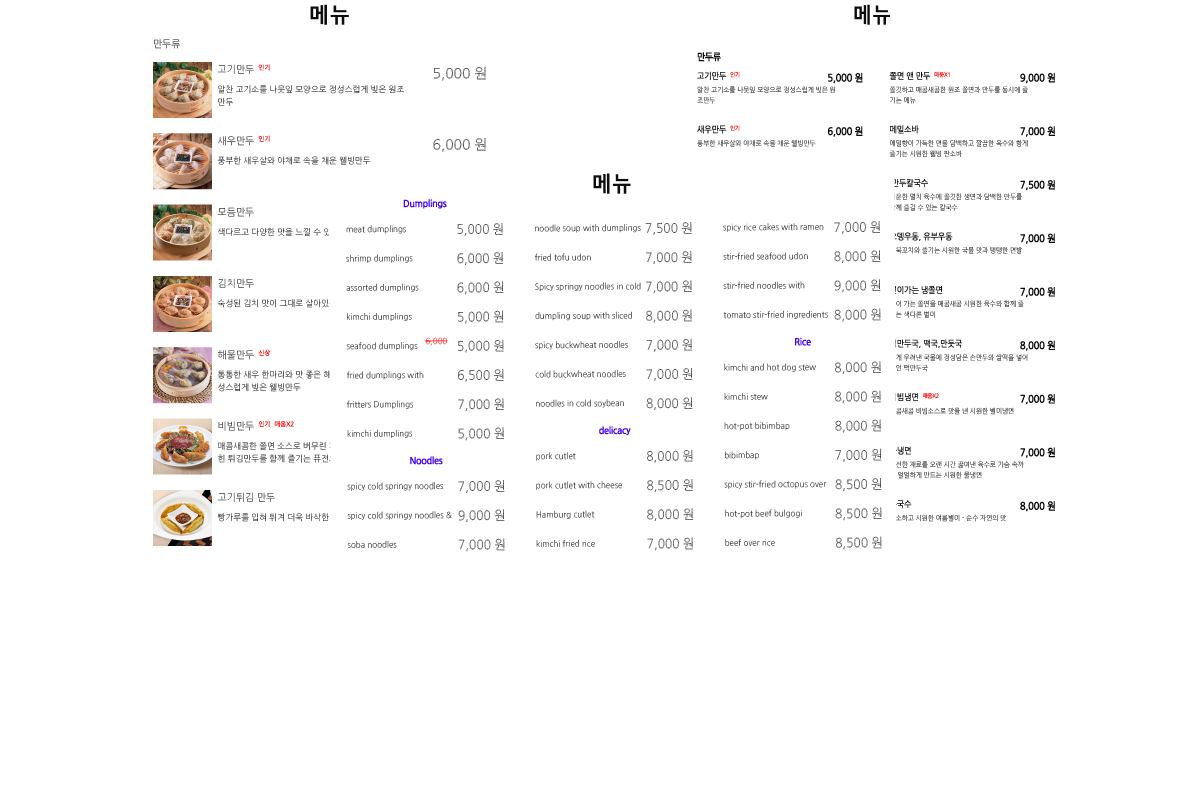 메뉴
만두류
고기만두 인기
5,000 원
알찬 고기소를 나뭇잎 모양으로 정성스럽게 빚은 원조
만두
새우만두 인기
6,000 원
풍부한 새우살와 야채로 속을 채운 웰빙만두
모듬만두
색다르고 다양한 맛을 느낄 수 있
김치만두
숙성된 김치 맛이 그대로 살아있
해물만두 신상
통통한 새우 한마리와 맛 좋은 해
성스럽게 빚은 웰빙만두
비빔만두 인기 매움X2
매콤새콤한 쫄면 소스로 버무린
한 튀김만두를 함께 즐기는 퓨전
고기튀김 만두
빵가루를 입혀 튀겨 더욱 바삭한
메뉴
Dumplings
meat dumplings 5,000 원
shrimp dumplings 6,000 원
assorted dumplings 6,000 원
kimchi dumplings 5,000 원
seafood dumplings 6,000 5,000 원
fried dumplings with 6,500 원
fritters Dumplings 7,000 원
kimchi dumplings 5,000 원
Noodles
spicy cold springy noodles 7,000 원
spicy cold springy noodles & 9,000 원
soba noodles 7,000 원
noodle soup with dumplings 7,500 원
fried tofu udon 7,000 원
Spicy springy noodles in cold 7,000 원
dumpling soup with sliced 8,000 원
spicy buckwheat noodles 7,000 원
cold buckwheat noodles 7,000 원
noodles in cold soybean 8,000 원
delicacy
pork cutlet 8,000 원
pork cutlet with cheese 8,500 원
Hamburg cutlet 8,000 원
kimchi fried rice 7,000 원
spicy rice cakes with ramen 7,000 원
stir-fried seafood udon 8,000 원
stir-fried noodles with 9,000 원
tomato stir-fried ingredients 8,000 원
Rice
kimchi and hot dog stew 8,000 원
kimchi stew 8,000 원
hot-pot bibimbap 8,000 원
bibimbap 7,000 원
spicy stir-fried octopus over 8,500 원
hot-pot beef bulgogi 8,500 원
beef over rice 8,500 원
메뉴
만두류
고기만두 인기 5,000 원
알찬 고기소를 나뭇잎 모양으로 정성스럽게 빚은 원
조만두
새우만두 인기 6,000 원
풍부한 새우살와 야채로 속을 채운 웰빙만두
쫄면 앤 만두 매움X1 9,000 원
쫄깃하고 매콤새콤한 원조 쫄면과 만두를 동시에 즐
기는 메뉴
메밀소바 7,000 원
메밀향이 가득한 면을 담백하고 깔끔한 육수와 함께
즐기는 시원한 웰빙 판소바
만두칼국수 7,500 원
운한 멸치 육수에 쫄깃한 생면과 담백한 만두를
께 즐길 수 있는 칼국수
뎅우동, 유부우동 7,000 원
묵꼬치와 즐기는 시원한 국물 맛과 탱탱한 면발
이가는 냉쫄면 7,000 원
이 가는 쫄면을 매콤새콤 시원한 육수와 함께 즐
는 색다른 별미
만두국, 떡국,만둣국 8,000 원
게 우려낸 국물에 정성담은 손만두와 쌀떡을 넣어
인 떡만두국
빔냉면 매움X2 7,000 원
콤새콤 비빔소스로 맛을 낸 시원한 별미냉면
냉면 7,000 원
선한 재료를 오랜 시간 끓여낸 육수로 가슴 속까
얼얼하게 만드는 시원한 물냉면
국수 8,000 원
소하고 시원한 여름별미 - 순수 자연의 맛